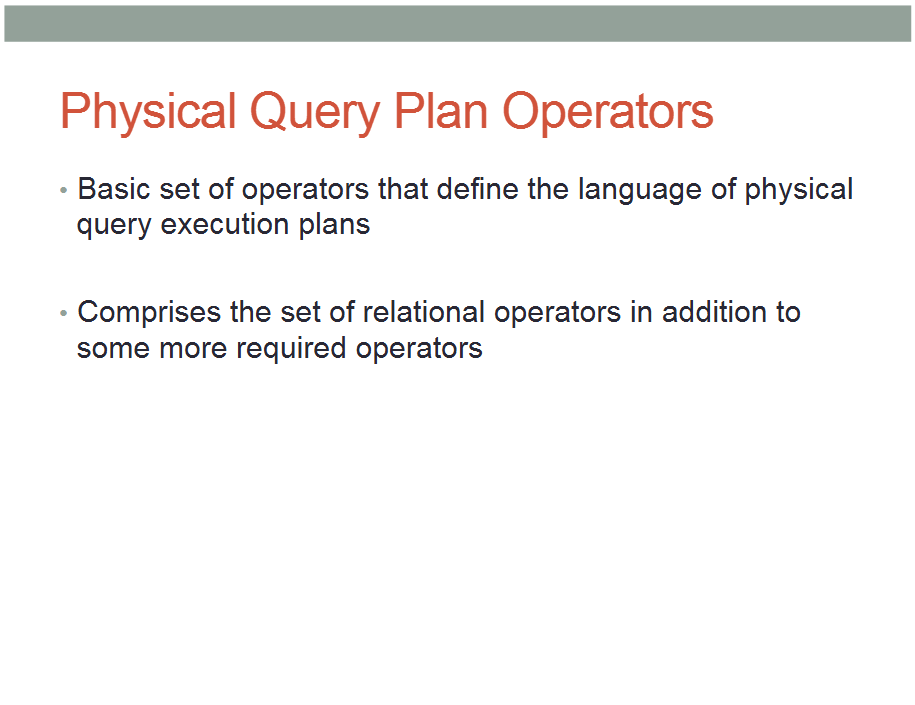 Physical Query Plan Operators
• Basic set of operators that define the language of physical
query execution plans
• Comprises the set of relational operators in addition to
some more required operators